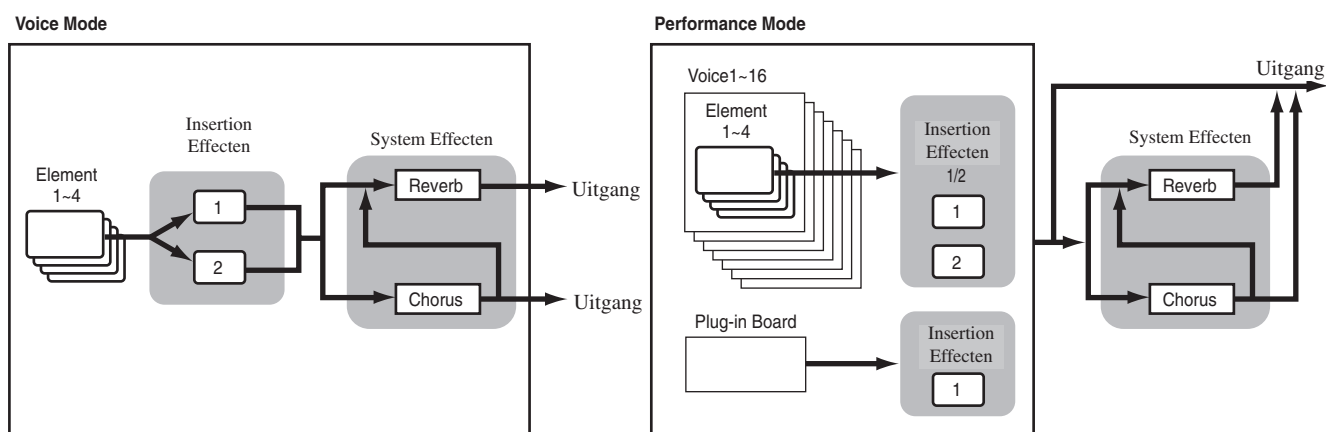 Voice Mode
Element
1~4
Insertion
Effecten
1
2
System Effecten
Reverb
Chorus
Uitgang
Uitgang
Performance Mode
Voice1~16
Element
1~4
Insertion
Effecten
1/2
1
2
Plug-in Board
Insertion
Effecten
1
System Effecten
Reverb
Chorus
Uitgang